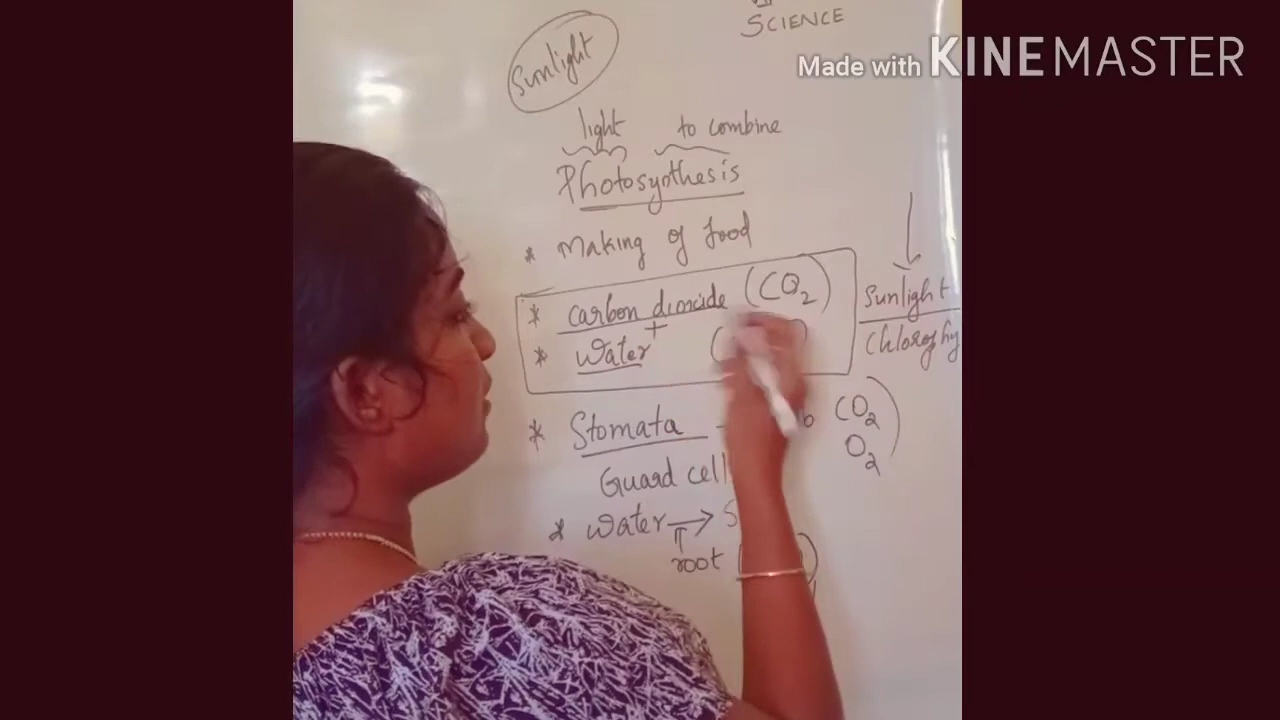 SCIENCE
Made with KINEMASTER
Sunlight
light to combine
Photosynthesis
* Making of food
* Carbon dioxide (CO2)
+
* Water
Sunlight
Chlorophy
* Stomata
CO2
O2
Guard cell
* Water →
root